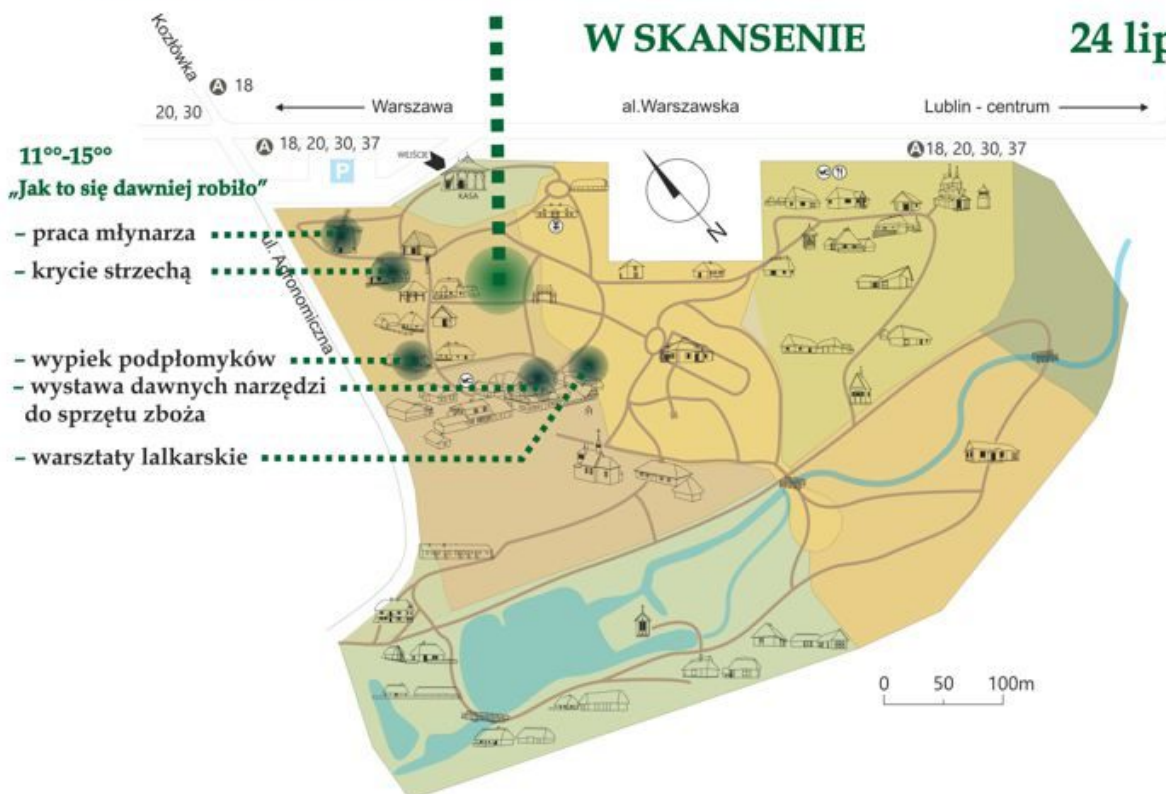 W SKANSENIE
24 lip
Kozłówka
A 18
20, 30
Warszawa
al.Warszawska
Lublin - centrum
A 18, 20, 30, 37
A 18, 20, 30, 37
P
WEJŚCIE
KASA
N
11⁰⁰-15⁰⁰
„Jak to się dawniej robiło”
– praca młynarza
– krycie strzechą
ul. Agronomiczna
– wypiek podpłomyków
– wystawa dawnych narzędzi
do sprzętu zboża
– warsztaty lalkarskie
0 50 100m